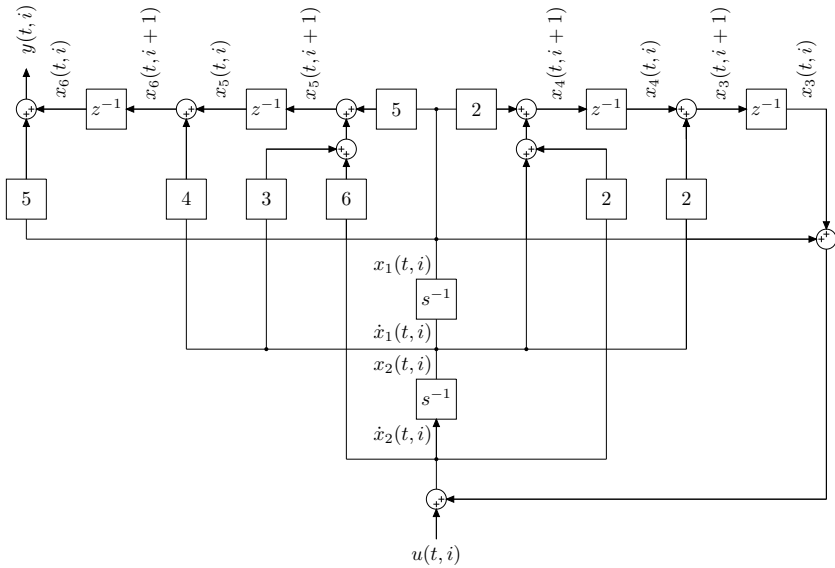 y(t, i)
x₆(t, i)
x₆(t, i + 1)
x₅(t, i)
x₅(t, i + 1)
x₄(t, i + 1)
x₄(t, i)
x₃(t, i + 1)
x₃(t, i)
z⁻¹
z⁻¹
5
2
z⁻¹
z⁻¹
5
4
3
6
2
2
x₁(t, i)
s⁻¹
ẋ₁(t, i)
x₂(t, i)
s⁻¹
ẋ₂(t, i)
u(t, i)